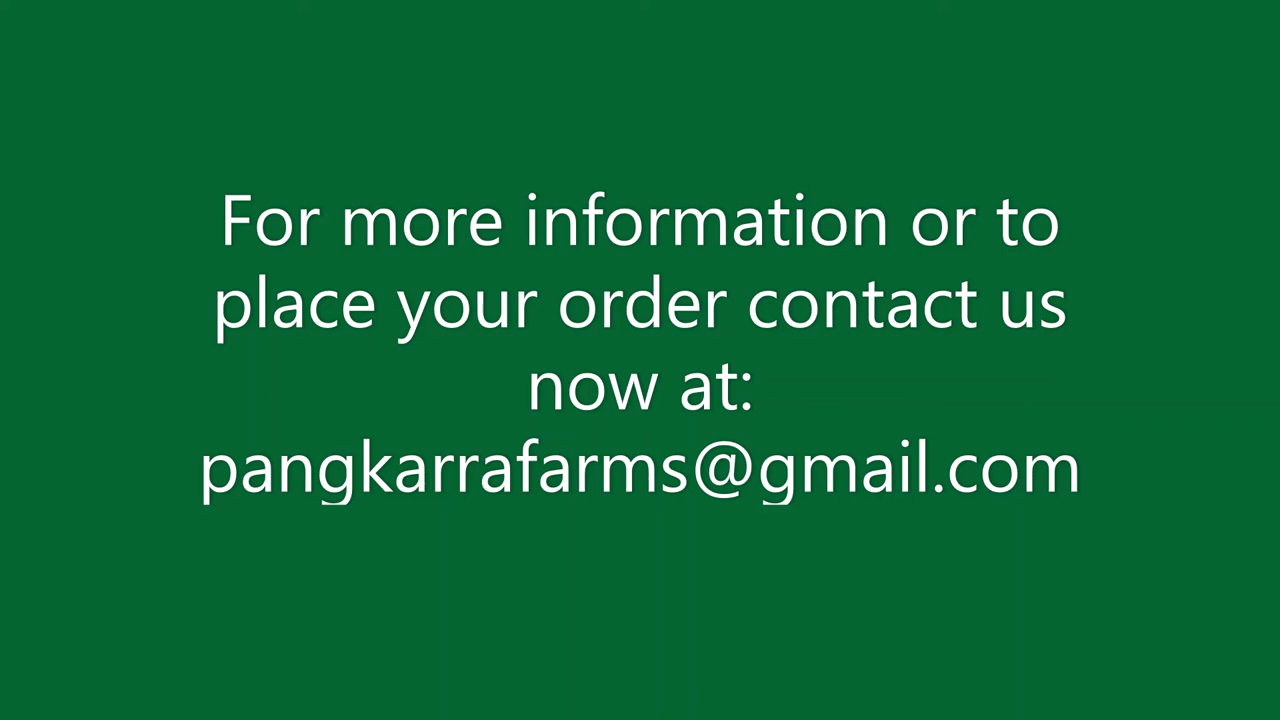 For more information or to
place your order contact us
now at:
pangkarrafarms@gmail.com